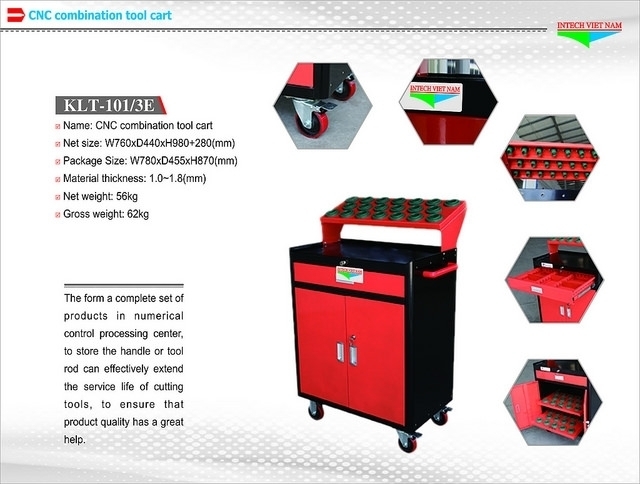 CNC combination tool cart
INTECH VIET NAM
KLT-101/3E
Name: CNC combination tool cart
Net size: W760xD440xH980+280(mm)
Package Size: W780xD455xH870(mm)
Material thickness: 1.0~1.8(mm)
Net weight: 56kg
Gross weight: 62kg
INTECH VIET NAM
INTECH VIET NAM
The form a complete set of
products in numerical
control processing center,
to store the handle or tool
rod can effectively extend
the service life of cutting
tools, to ensure that
product quality has a great
help.